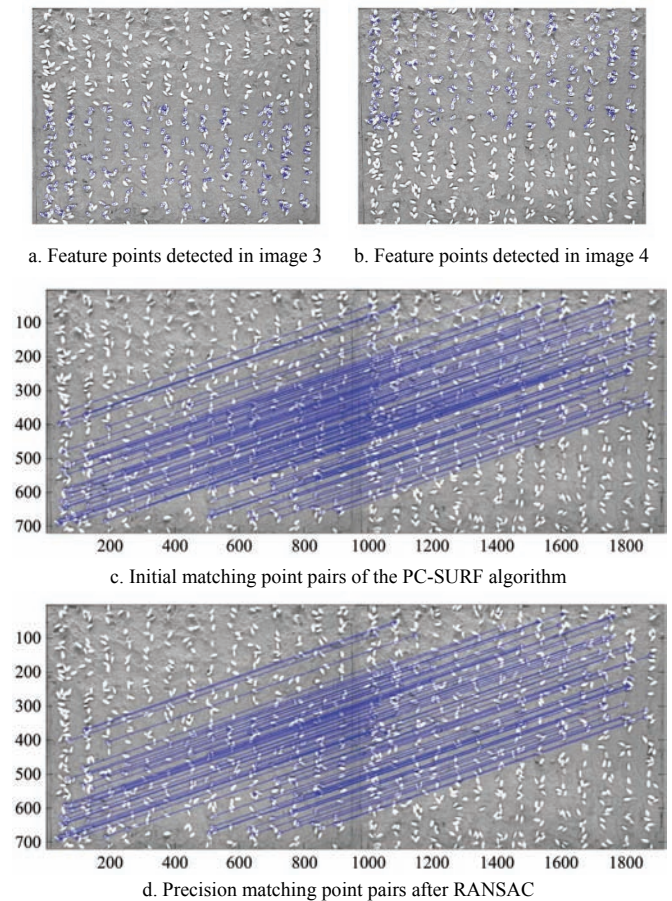 a. Feature points detected in image 3
b. Feature points detected in image 4
100
200
300
400
500
600
700
200 400 600 800 1000 1200 1400 1600 1800
c. Initial matching point pairs of the PC-SURF algorithm
100
200
300
400
500
600
700
200 400 600 800 1000 1200 1400 1600 1800
d. Precision matching point pairs after RANSAC